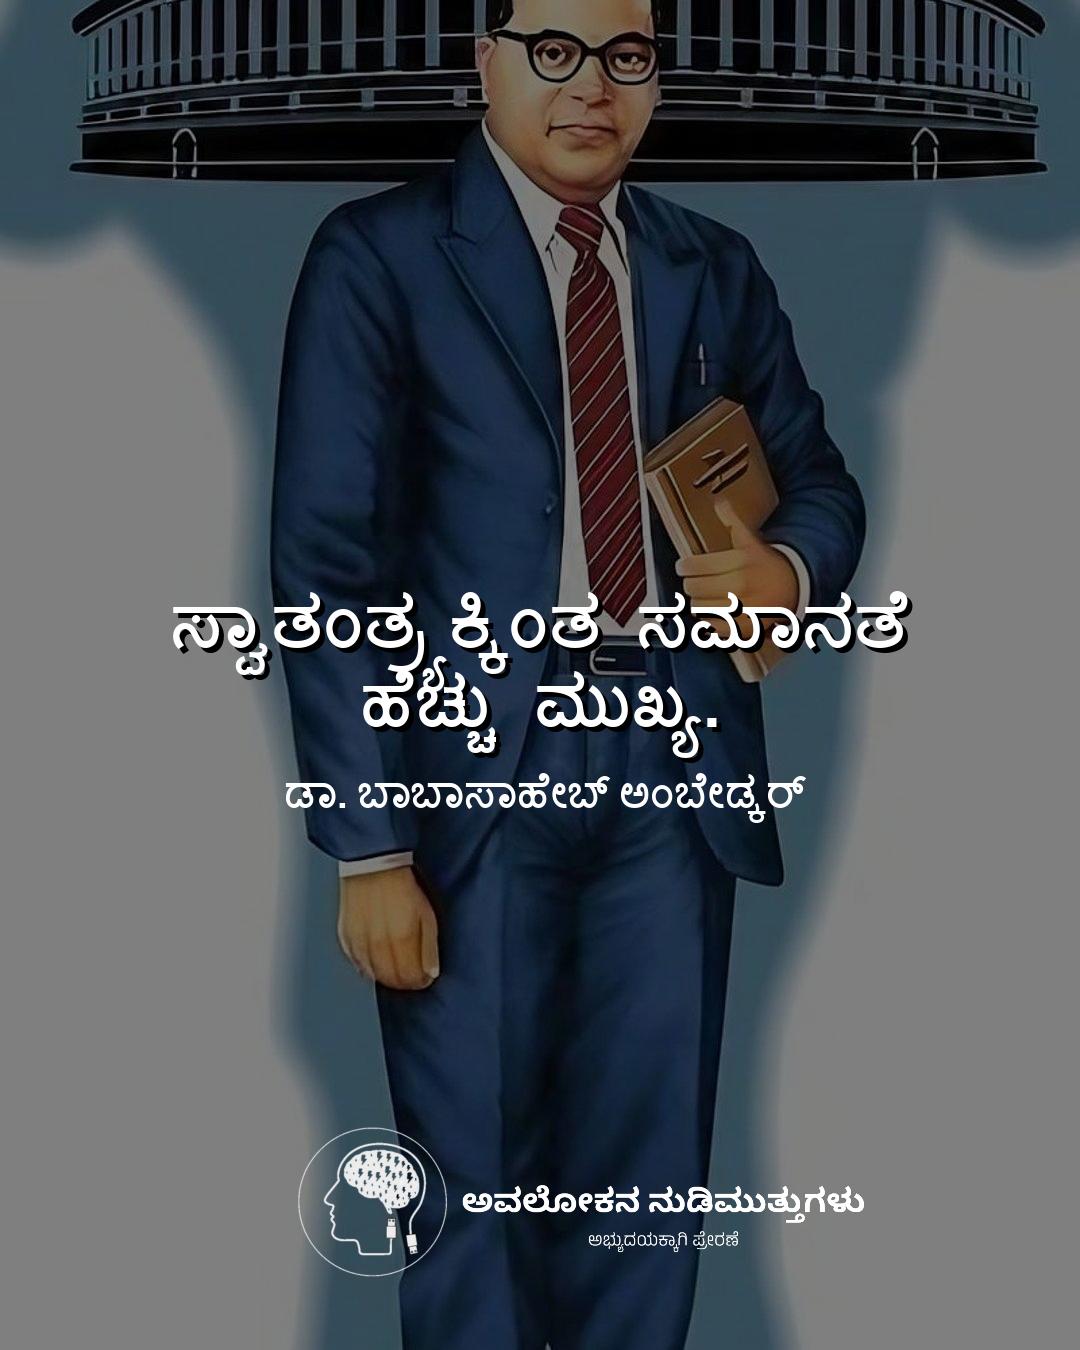 ಸ್ವಾತಂತ್ರ್ಯಕ್ಕಿಂತ ಸಮಾನತೆ
ಹೆಚ್ಚು ಮುಖ್ಯ.
ಡಾ. ಬಾಬಾಸಾಹೇಬ್ ಅಂಬೇಡ್ಕರ್
ಅವಲೋಕನ ನುಡಿಮುತ್ತುಗಳು
ಅಭ್ಯುದಯಕ್ಕಾಗಿ ಪ್ರೇರಣೆ